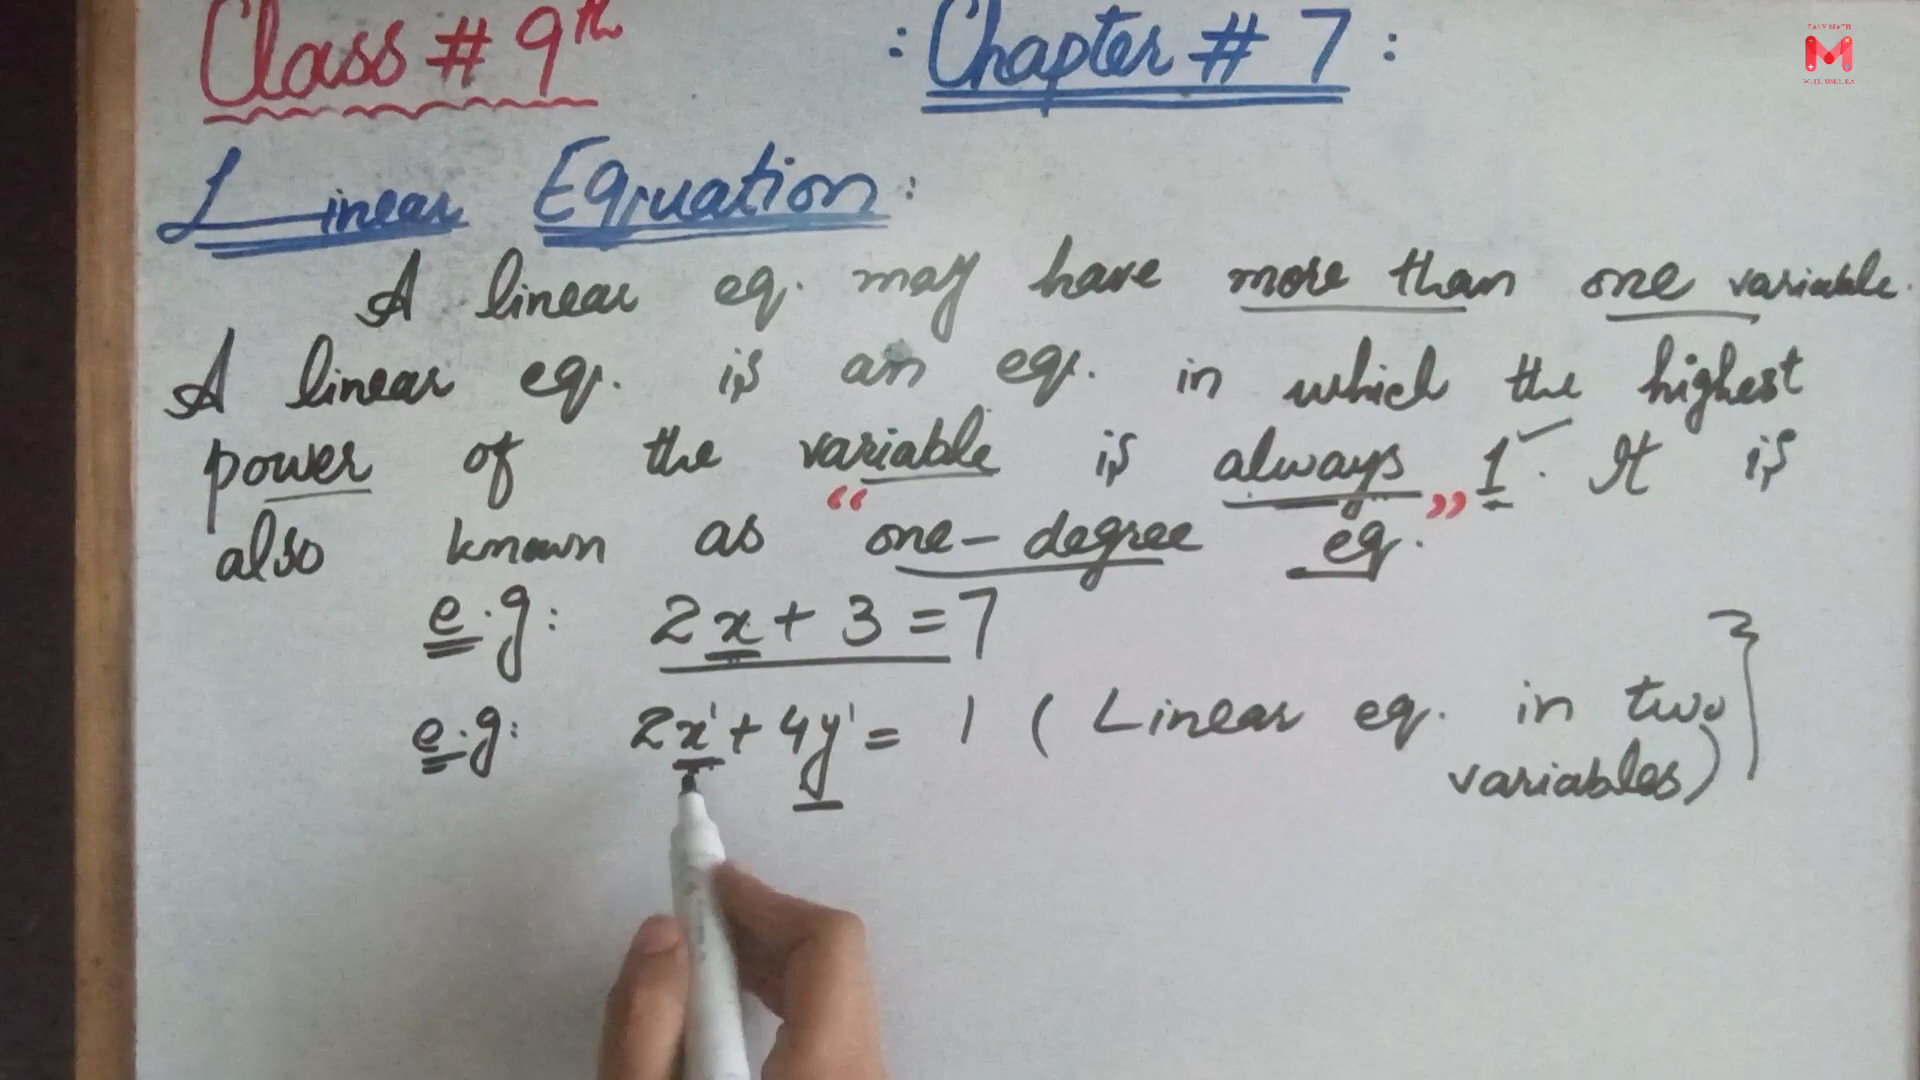 Class # 9th : Chapter # 7 :
EASY MATH
M
Linear Equation :
A linear eq. may have more than one variable.
A linear eq. is an eq. in which the highest
power of the variable is always 1. It is
also known as "one-degree eq."
e.g: 2x + 3 = 7
e.g: 2x¹ + 4y¹ = 1 ( Linear eq. in two
variables) }